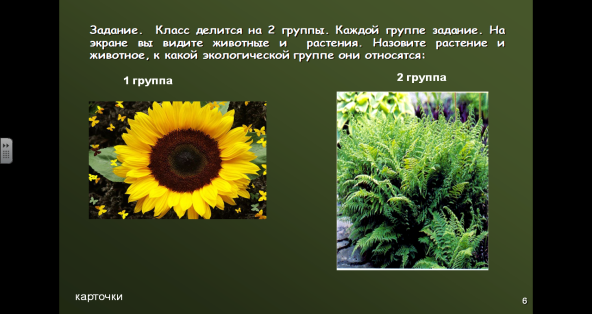 Задание. Класс делится на 2 группы. Каждой группе задание. На
экране вы видите животные и растения. Назовите растение и
животное, к какой экологической группе они относятся:
1 группа
2 группа
карточки
6